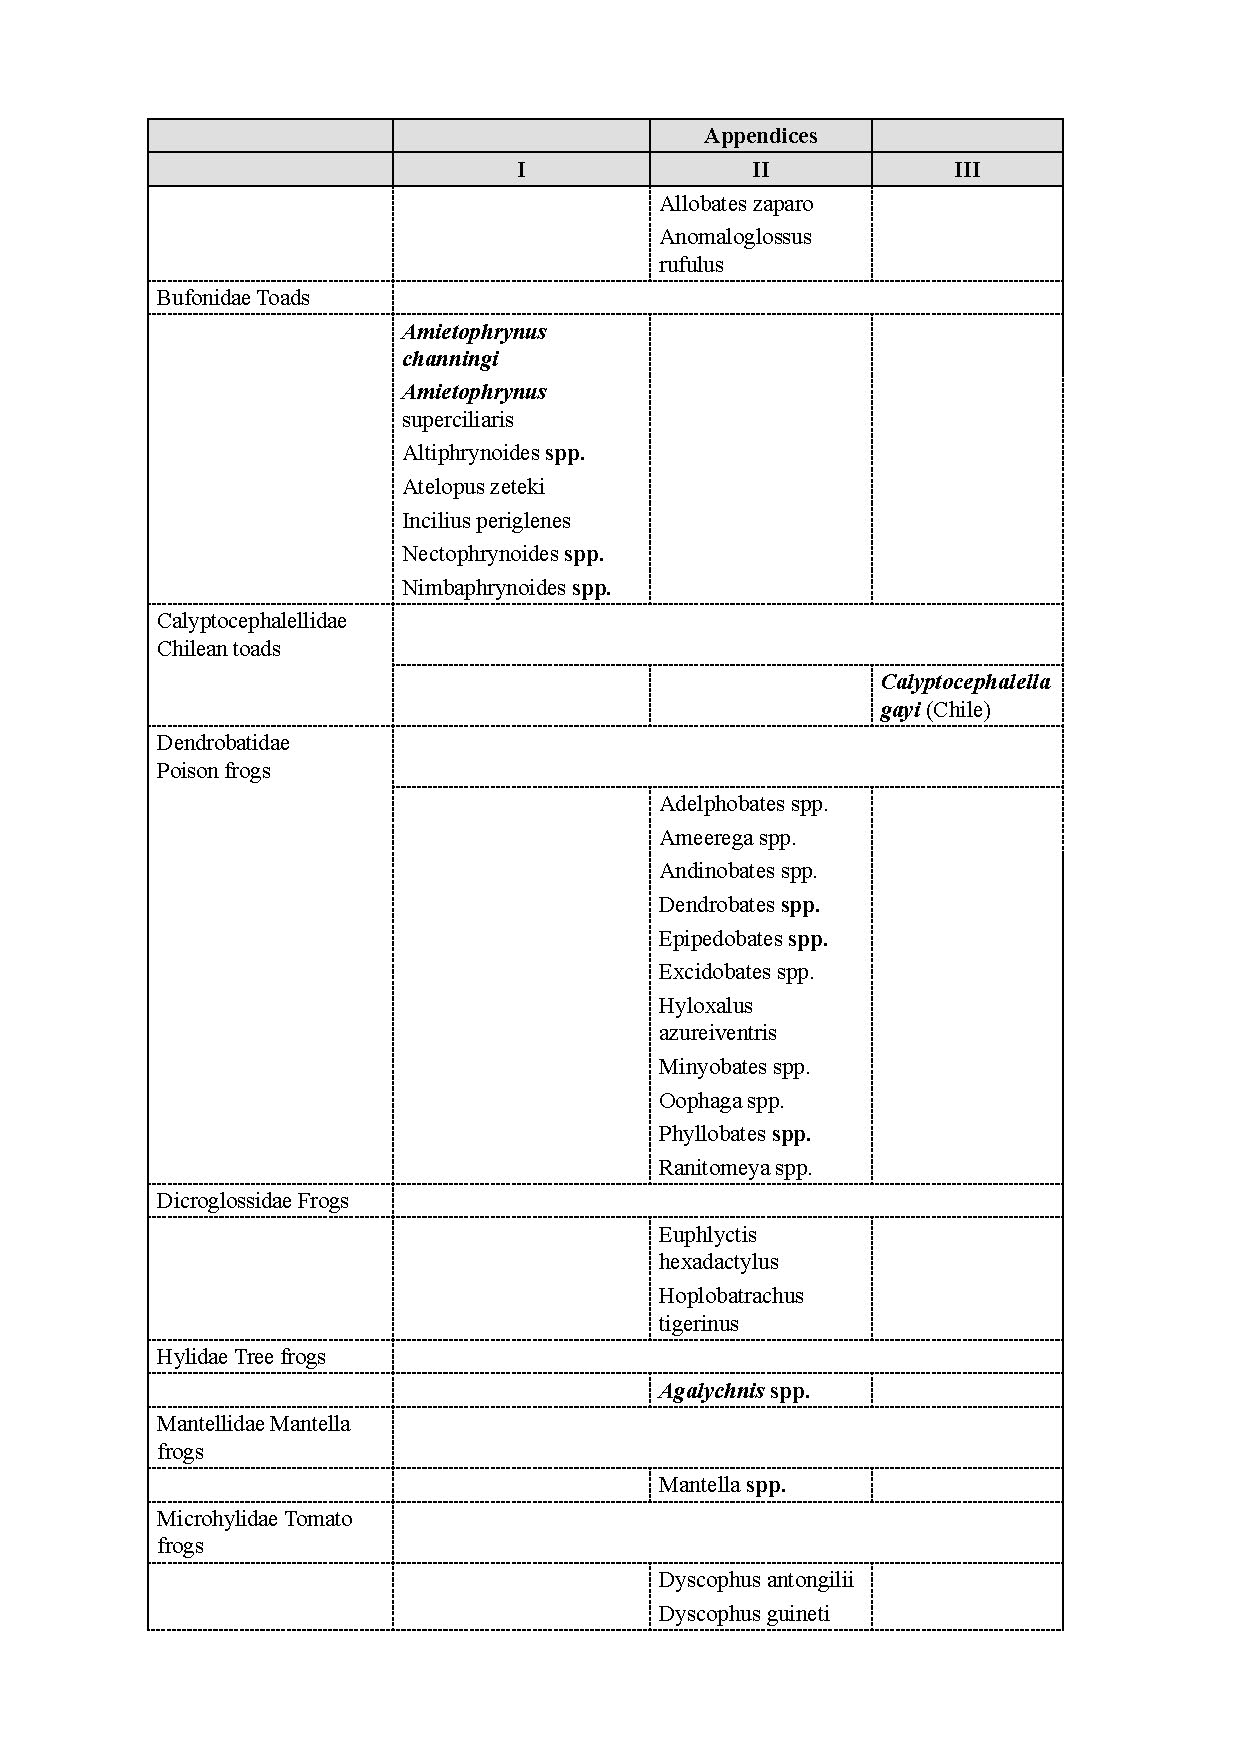 Appendices
I II III
Allobates zaparo
Anomaloglossus
rufulus
Bufonidae Toads
Amietophrynus
channingi
Amietophrynus
superciliaris
Altiphrynoides spp.
Atelopus zeteki
Incilius periglenes
Nectophrynoides spp.
Nimbaphrynoides spp.
Calyptocephalellidae
Chilean toads
Calyptocephalella
gayi (Chile)
Dendrobatidae
Poison frogs
Adelphobates spp.
Ameerega spp.
Andinobates spp.
Dendrobates spp.
Epipedobates spp.
Excidobates spp.
Hyloxalus
azureiventris
Minyobates spp.
Oophaga spp.
Phyllobates spp.
Ranitomeya spp.
Dicroglossidae Frogs
Euphlyctis
hexadactylus
Hoplobatrachus
tigerinus
Hylidae Tree frogs
Agalychnis spp.
Mantellidae Mantella
frogs
Mantella spp.
Microhylidae Tomato
frogs
Dyscophus antongilii
Dyscophus guineti